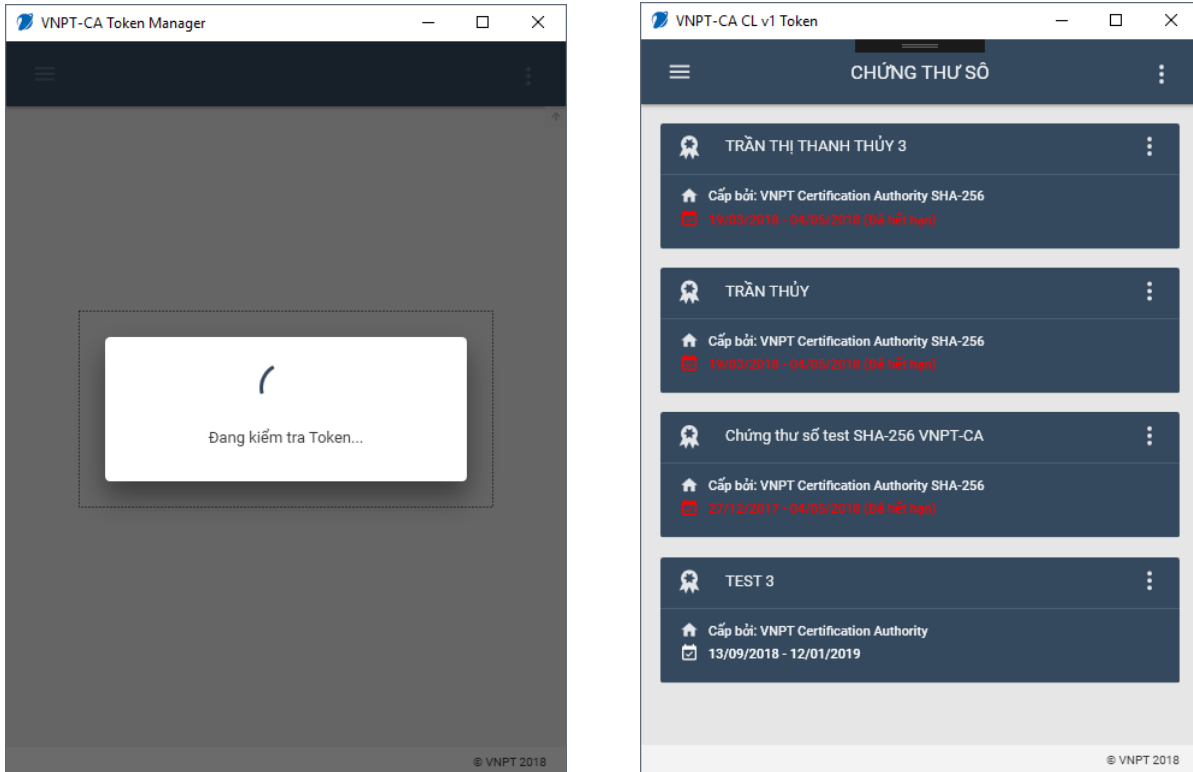 VNPT-CA Token Manager
Đang kiểm tra Token...
© VNPT 2018
VNPT-CA CL v1 Token
CHỨNG THƯ SỐ
TRẦN THỊ THANH THỦY 3
Cấp bởi: VNPT Certification Authority SHA-256
19/03/2018 - 04/05/2018 (Đã hết hạn)
TRẦN THỦY
Cấp bởi: VNPT Certification Authority SHA-256
19/03/2018 - 04/05/2018 (Đã hết hạn)
Chứng thư số test SHA-256 VNPT-CA
Cấp bởi: VNPT Certification Authority SHA-256
27/12/2017 - 04/05/2018 (Đã hết hạn)
TEST 3
Cấp bởi: VNPT Certification Authority
13/09/2018 - 12/01/2019
© VNPT 2018